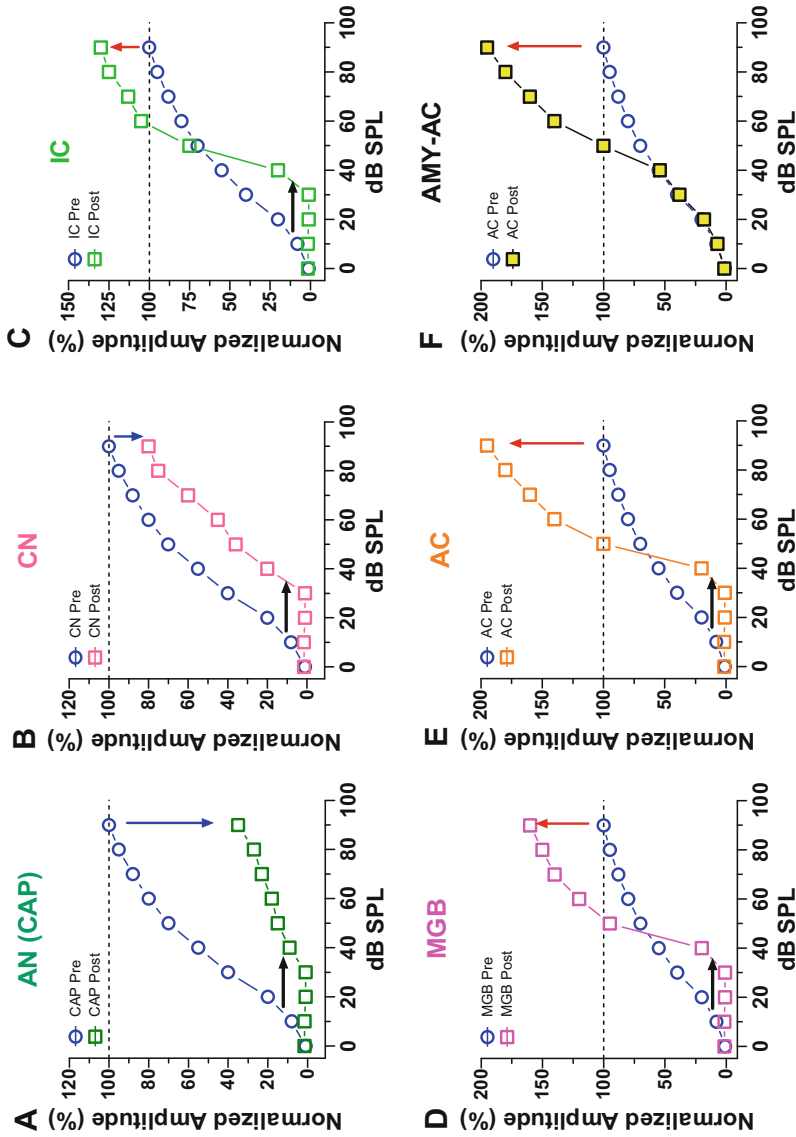 A
AN (CAP)
CAP Pre
CAP Post
Normalized Amplitude (%)
120
100
80
60
40
20
0
0 20 40 60 80 100
dB SPL
B
CN
CN Pre
CN Post
Normalized Amplitude (%)
120
100
80
60
40
20
0
0 20 40 60 80 100
dB SPL
C
IC
IC Pre
IC Post
Normalized Amplitude (%)
150
125
100
75
50
25
0
0 20 40 60 80 100
dB SPL
D
MGB
MGB Pre
MGB Post
Normalized Amplitude (%)
200
150
100
50
0
0 20 40 60 80 100
dB SPL
E
AC
AC Pre
AC Post
Normalized Amplitude (%)
200
150
100
50
0
0 20 40 60 80 100
dB SPL
F
AMY-AC
AC Pre
AC Post
Normalized Amplitude (%)
200
150
100
50
0
0 20 40 60 80 100
dB SPL